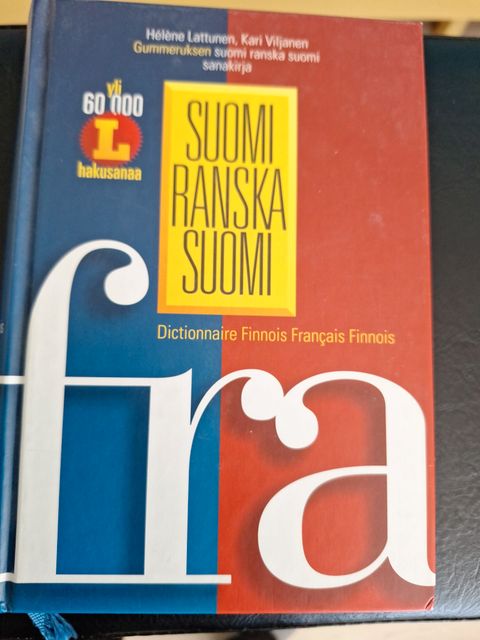 Hélène Lattunen, Kari Viljanen
Gummeruksen suomi ranska suomi
sanakirja
yli
60 000
L
hakusanaa
SUOMI
RANSKA
SUOMI
Dictionnaire Finnois Français Finnois
fra